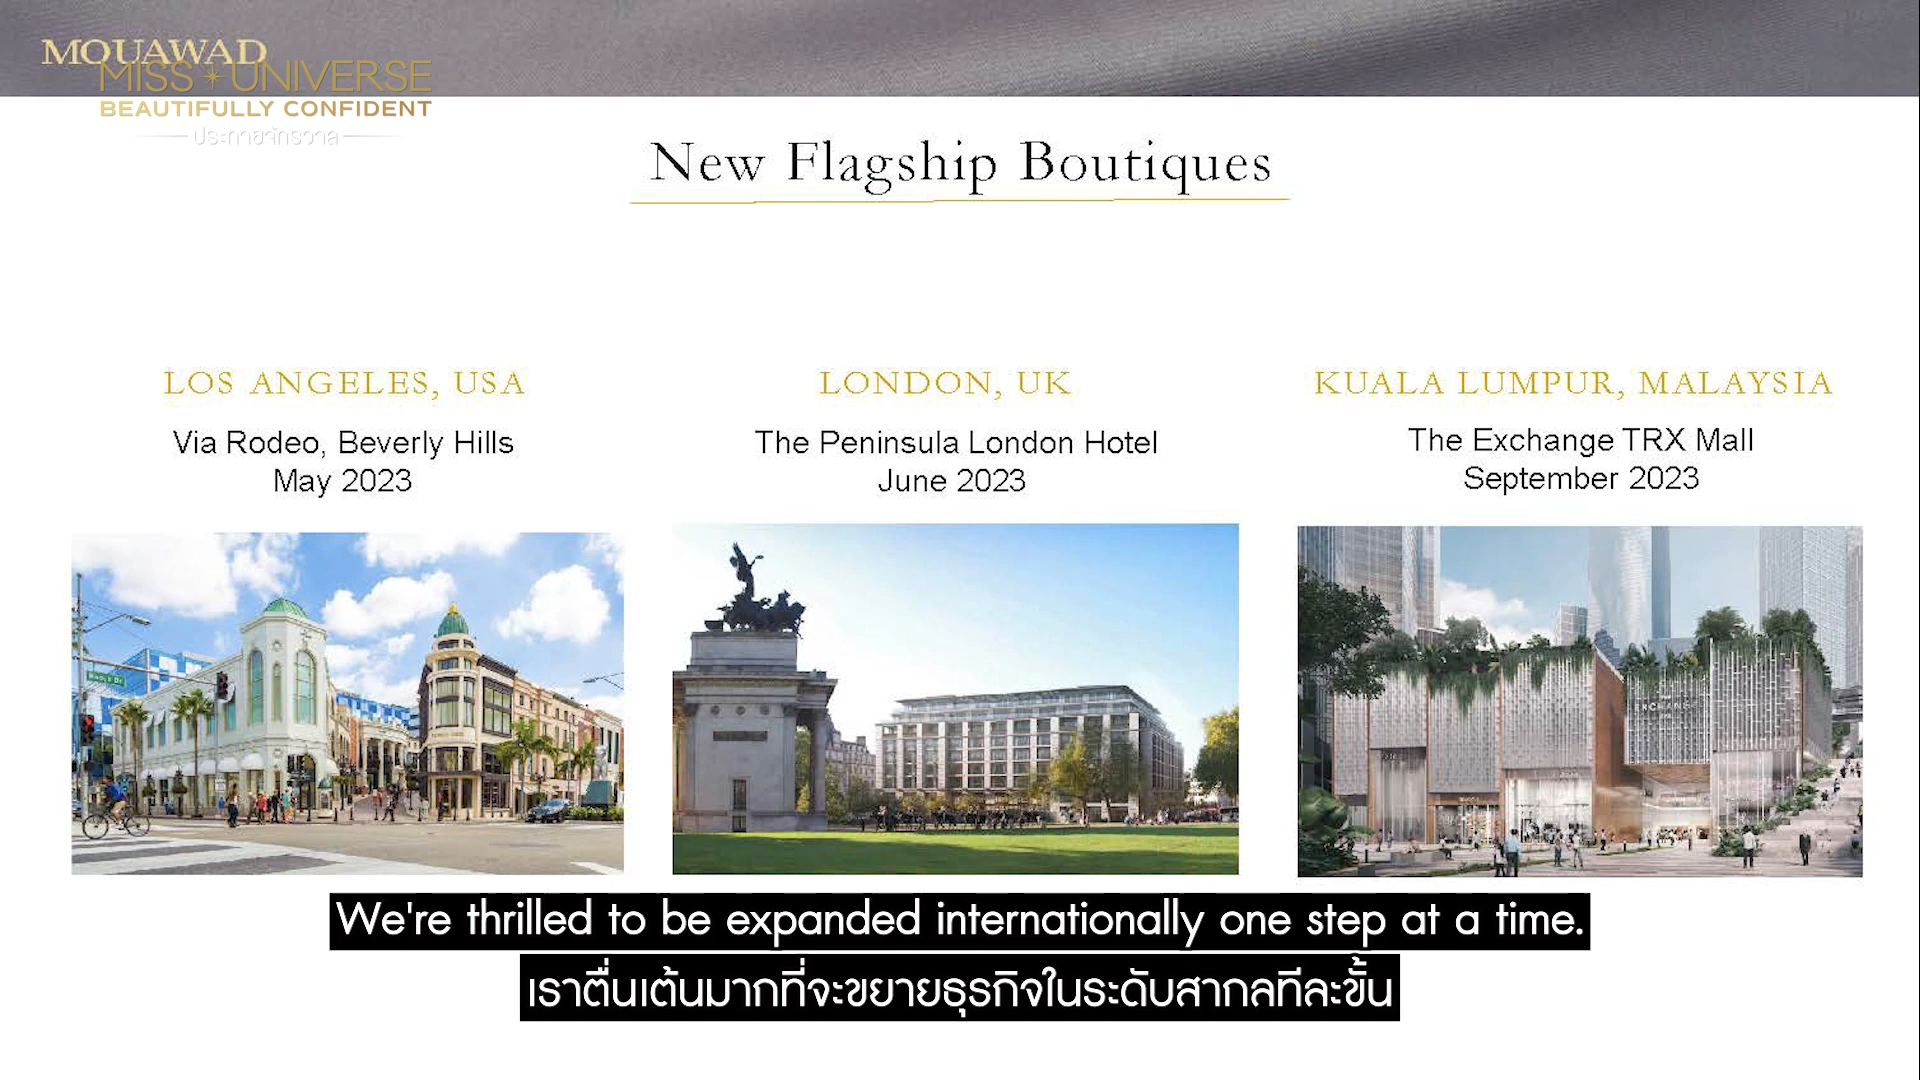 MOUAWAD
MISS UNIVERSE
BEAUTIFULLY CONFIDENT
ประกายจักรวาล
New Flagship Boutiques
LOS ANGELES, USA
Via Rodeo, Beverly Hills
May 2023
LONDON, UK
The Peninsula London Hotel
June 2023
KUALA LUMPUR, MALAYSIA
The Exchange TRX Mall
September 2023
EXCHANGE
We're thrilled to be expanded internationally one step at a time.
เราตื่นเต้นมากที่จะขยายธุรกิจในระดับสากลทีละขั้น